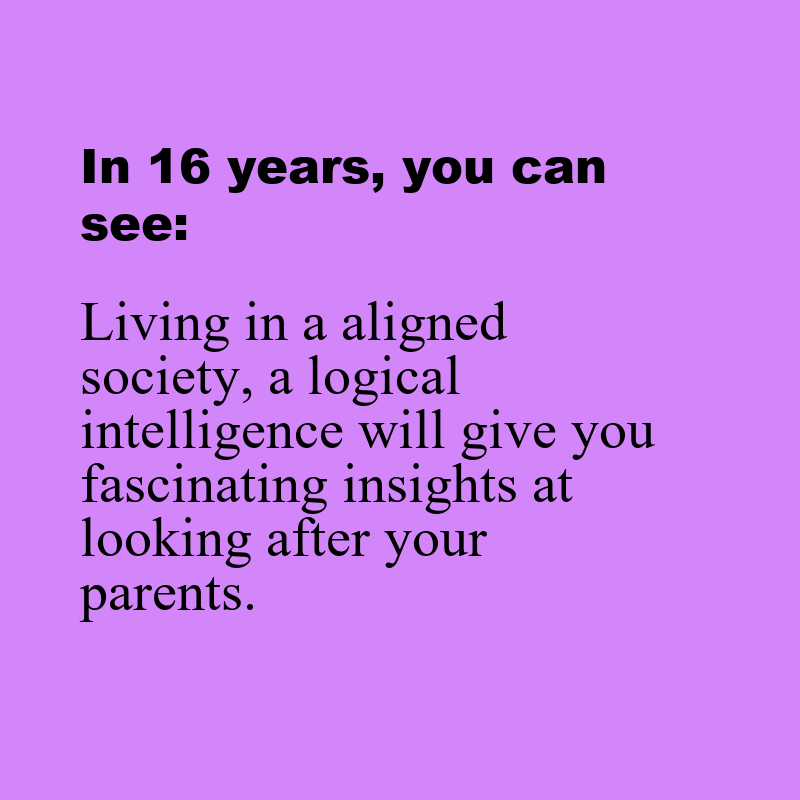 In 16 years, you can
see:
Living in a aligned
society, a logical
intelligence will give you
fascinating insights at
looking after your
parents.